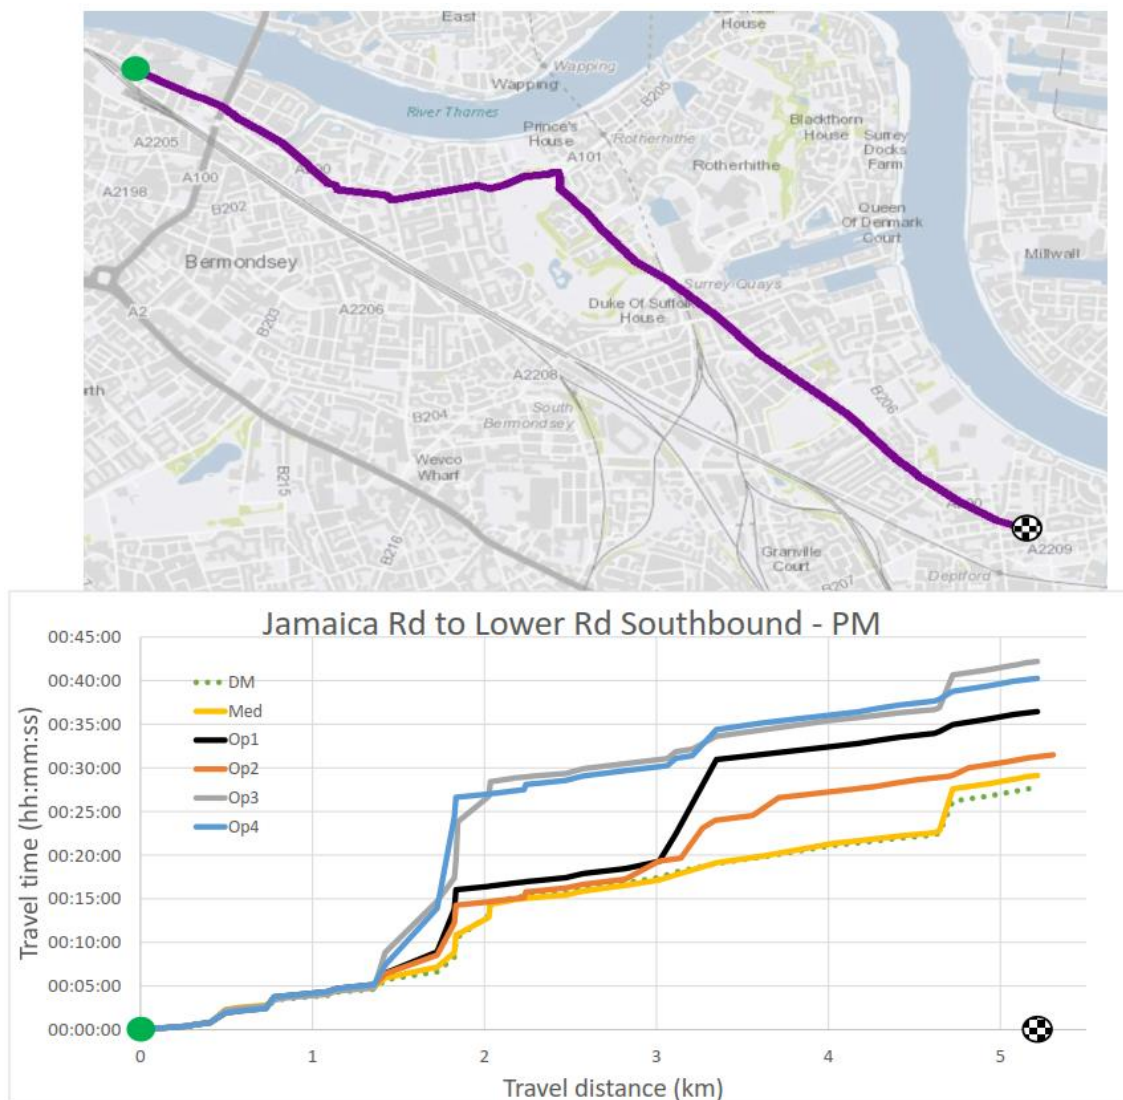 House
East
Wapping
Wapping
B205
River Thames
Prince's
House
Rotherhithe
Blackthorn
House
Surrey
Docks
Farm
A2205
A101
Rotherhithe
A100
A2198
B202
Queen
Of Denmark
Court
Bermondsey
Millwall
Surrey Quays
A2
B203
A2206
Duke Of Suffolk
House
A2208
B206
rth
B204
South
Bermondsey
Wevco
Wharf
B215
B216
Granville
Court
A2209
B207
Deptford
Jamaica Rd to Lower Rd Southbound - PM
00:45:00
00:40:00
00:35:00
00:30:00
00:25:00
00:20:00
00:15:00
00:10:00
00:05:00
00:00:00
Travel time (hh:mm:ss)
DM
Med
Op1
Op2
Op3
Op4
0 1 2 3 4 5
Travel distance (km)